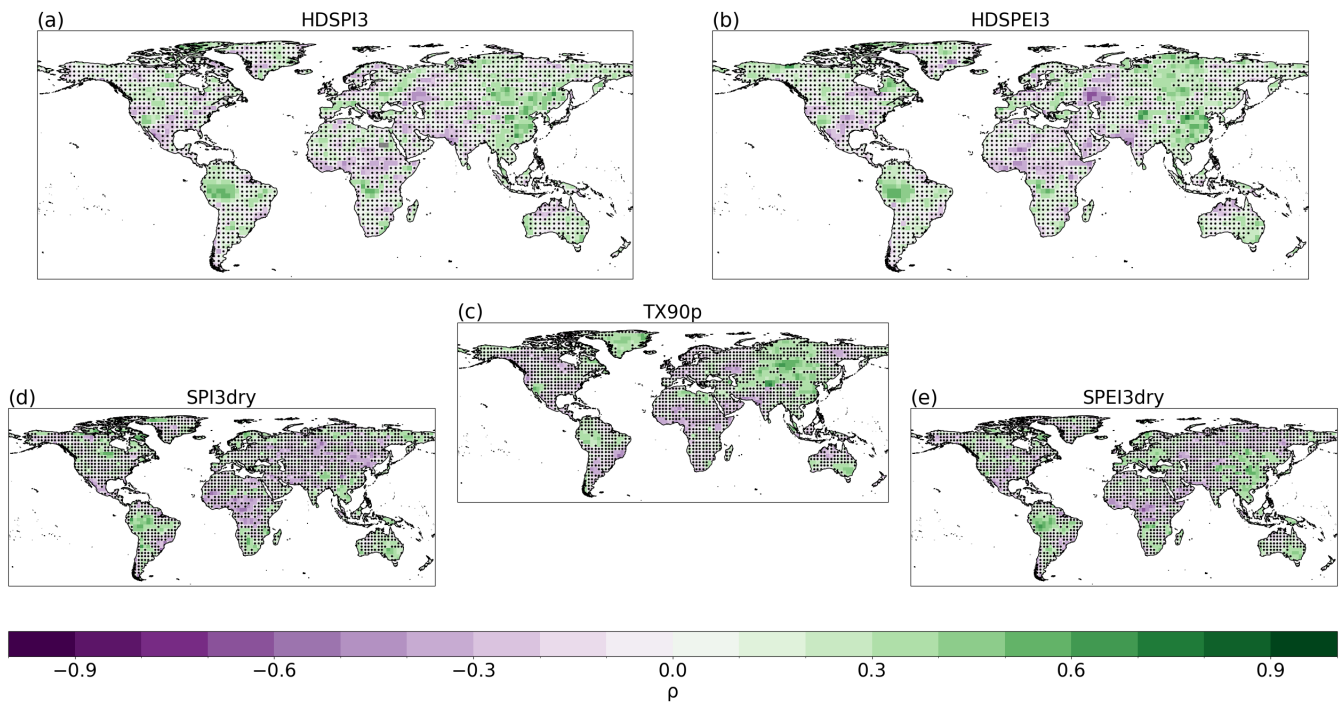 (a) HDSPI3
(b) HDSPEI3
(c) TX90p
(d) SPI3dry
(e) SPEI3dry
−0.9 −0.6 −0.3 0.0 0.3 0.6 0.9
ρ